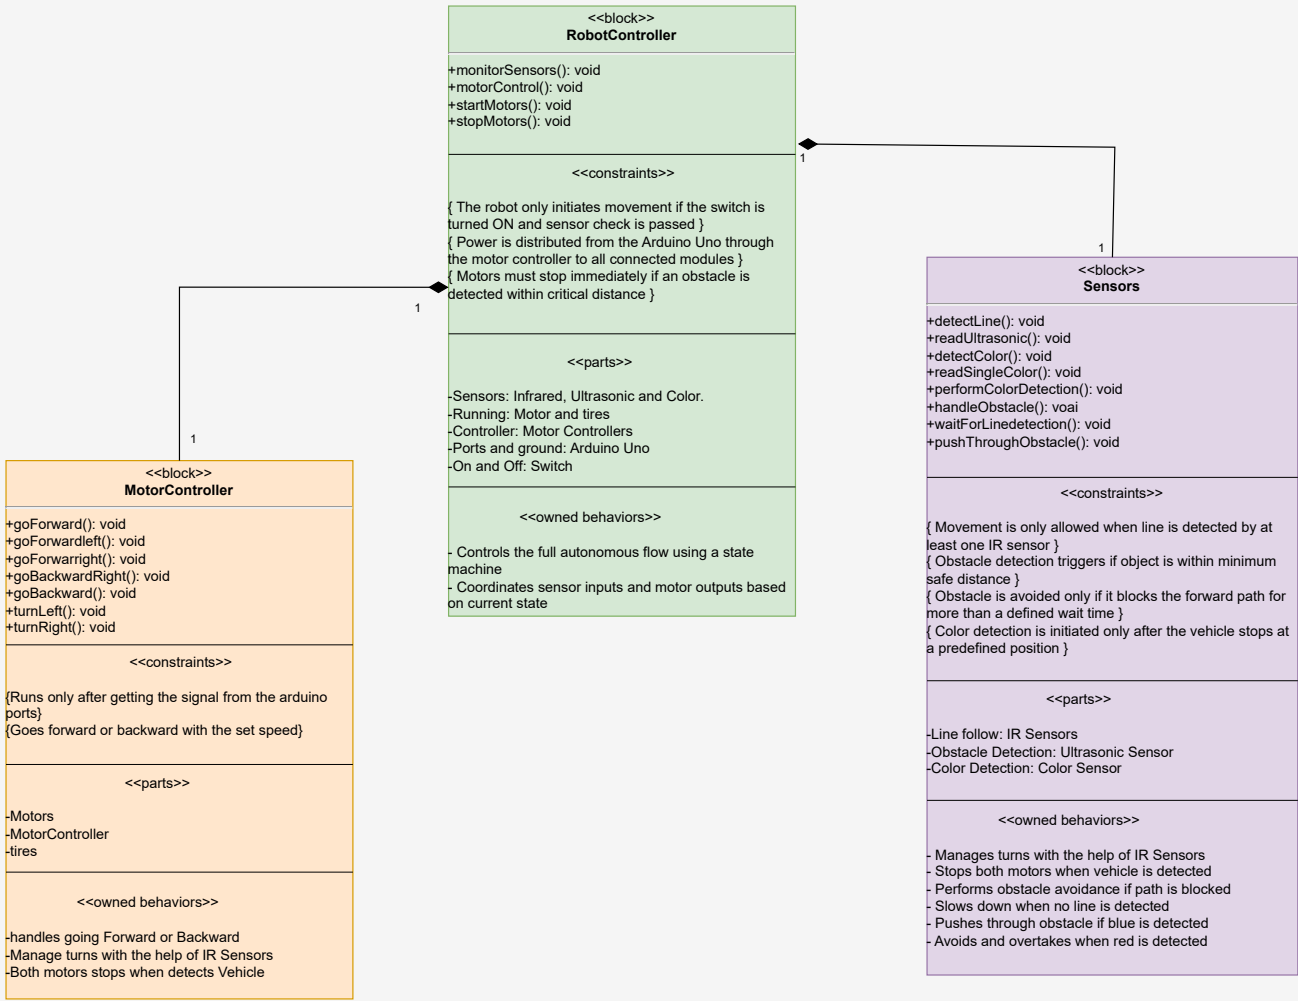 <<block>>
RobotController
+monitorSensors(): void
+motorControl(): void
+startMotors(): void
+stopMotors(): void
<<constraints>>
{ The robot only initiates movement if the switch is
turned ON and sensor check is passed }
{ Power is distributed from the Arduino Uno through
the motor controller to all connected modules }
{ Motors must stop immediately if an obstacle is
detected within critical distance }
<<parts>>
-Sensors: Infrared, Ultrasonic and Color.
-Running: Motor and tires
-Controller: Motor Controllers
-Ports and ground: Arduino Uno
-On and Off: Switch
<<owned behaviors>>
- Controls the full autonomous flow using a state
machine
- Coordinates sensor inputs and motor outputs based
on current state
1
1
1
1
<<block>>
MotorController
+goForward(): void
+goForwardleft(): void
+goForwarright(): void
+goBackwardRight(): void
+goBackward(): void
+turnLeft(): void
+turnRight(): void
<<constraints>>
{Runs only after getting the signal from the arduino
ports}
{Goes forward or backward with the set speed}
<<parts>>
-Motors
-MotorController
-tires
<<owned behaviors>>
-handles going Forward or Backward
-Manage turns with the help of IR Sensors
-Both motors stops when detects Vehicle
<<block>>
Sensors
+detectLine(): void
+readUltrasonic(): void
+detectColor(): void
+readSingleColor(): void
+performColorDetection(): void
+handleObstacle(): voai
+waitForLinedetection(): void
+pushThroughObstacle(): void
<<constraints>>
{ Movement is only allowed when line is detected by at
least one IR sensor }
{ Obstacle detection triggers if object is within minimum
safe distance }
{ Obstacle is avoided only if it blocks the forward path for
more than a defined wait time }
{ Color detection is initiated only after the vehicle stops at
a predefined position }
<<parts>>
-Line follow: IR Sensors
-Obstacle Detection: Ultrasonic Sensor
-Color Detection: Color Sensor
<<owned behaviors>>
- Manages turns with the help of IR Sensors
- Stops both motors when vehicle is detected
- Performs obstacle avoidance if path is blocked
- Slows down when no line is detected
- Pushes through obstacle if blue is detected
- Avoids and overtakes when red is detected